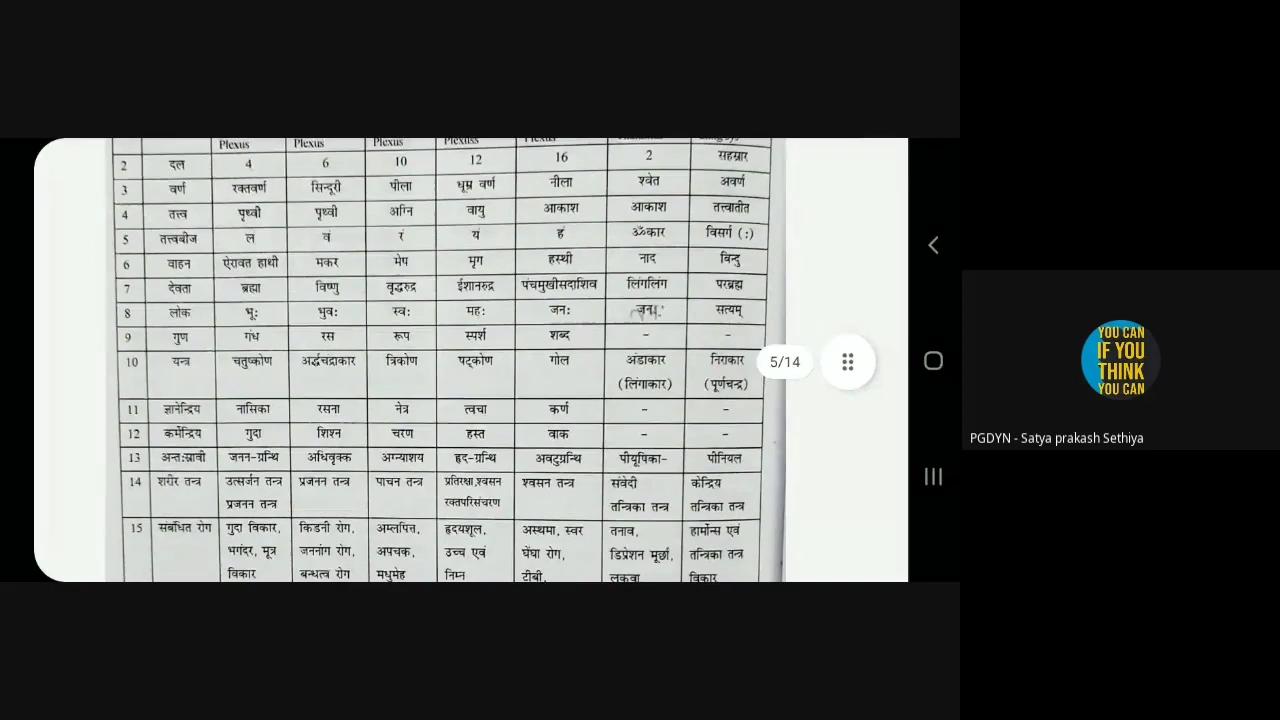 Plexus Plexus Plexus Plexuss
2 दल 4 6 10 12 16 2 सहस्रार
3 वर्ण रक्तवर्ण सिन्दूरी पीला धूम्र वर्ण नीला श्वेत अवर्ण
4 तत्त्व पृथ्वी पृथ्वी अग्नि वायु आकाश आकाश तत्त्वातीत
5 तत्त्वबीज ल वं रं यं हं ॐकार विसर्ग (:)
6 वाहन ऐरावत हाथी मकर मेष मृग हस्थी नाद विन्दु
7 देवता ब्रह्मा विष्णु वृद्धरुद्र ईशानरुद्र पंचमुखीसदाशिव लिंगलिंग परब्रह्म
8 लोक भूः भुवः स्वः महः जनः सत्यम्
9 गुण गंध रस रूप स्पर्श शब्द - -
10 यन्त्र चतुष्कोण अर्द्धचद्राकार त्रिकोण षट्कोण गोल अंडाकार निराकार
(लिंगाकार) (पूर्णचन्द्र)
11 ज्ञानेन्द्रिय नासिका रसना नेत्र त्वचा कर्ण - -
12 कर्मेन्द्रिय गुदा शिश्न चरण हस्त वाक - -
13 अन्तःस्रावी जनन-ग्रन्थि अधिवृक्क अग्न्याशय हृद-ग्रन्थि अवटुग्रन्थि पीयूषिका- पीनियल
14 शरीर तन्त्र उत्सर्जन तन्त्र प्रजनन तन्त्र पाचन तन्त्र प्रतिरक्षा,श्वसन श्वसन तन्त्र संवेदी केन्द्रिय
प्रजनन तन्त्र रक्तपरिसंचरण तन्त्रिका तन्त्र तन्त्रिका तन्त्र
15 संबंधित रोग गुदा विकार, किडनी रोग, अम्लपित्त, हृदयशूल, अस्थमा, स्वर तनाव, हार्मोन्स एवं
भगंदर, मूत्र जननांग रोग, अपचक, उच्च एवं घेंघा रोग, डिप्रेशन मूर्छा, तन्त्रिका तन्त्र
विकार बन्धत्व रोग मधुमेह निम्न टीबी, लकवा विकार
5/14
YOU CAN
IF YOU
THINK
YOU CAN
PGDYN - Satya prakash Sethiya